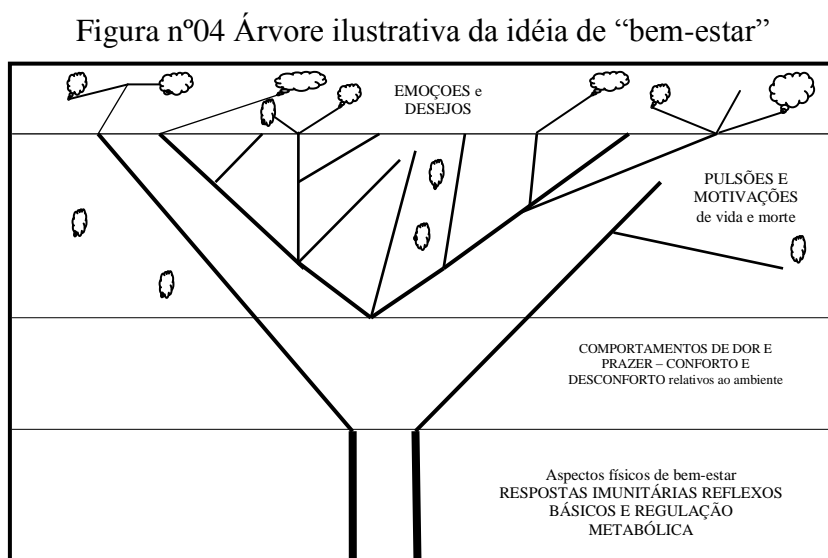 Figura nº04 Árvore ilustrativa da idéia de “bem-estar”
EMOÇOES e
DESEJOS
PULSÕES E
MOTIVAÇÕES
de vida e morte
COMPORTAMENTOS DE DOR E
PRAZER – CONFORTO E
DESCONFORTO relativos ao ambiente
Aspectos físicos de bem-estar
RESPOSTAS IMUNITÁRIAS REFLEXOS
BÁSICOS E REGULAÇÃO
METABÓLICA